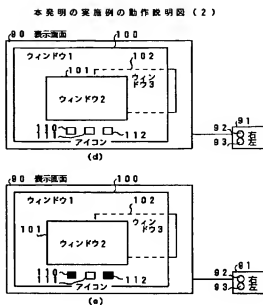 本発明の実施例の動作説明図(2)
90 表示画面
100
ウィンドウ1
102
101
ウィンドウ3
ウィンドウ2
110
111
112
アイコン
91
92
右
93
左
(d)
90 表示画面
100
ウィンドウ1
102
ウィンドウ3
101
ウィンドウ2
110
111
112
アイコン
91
92
右
93
左
(e)